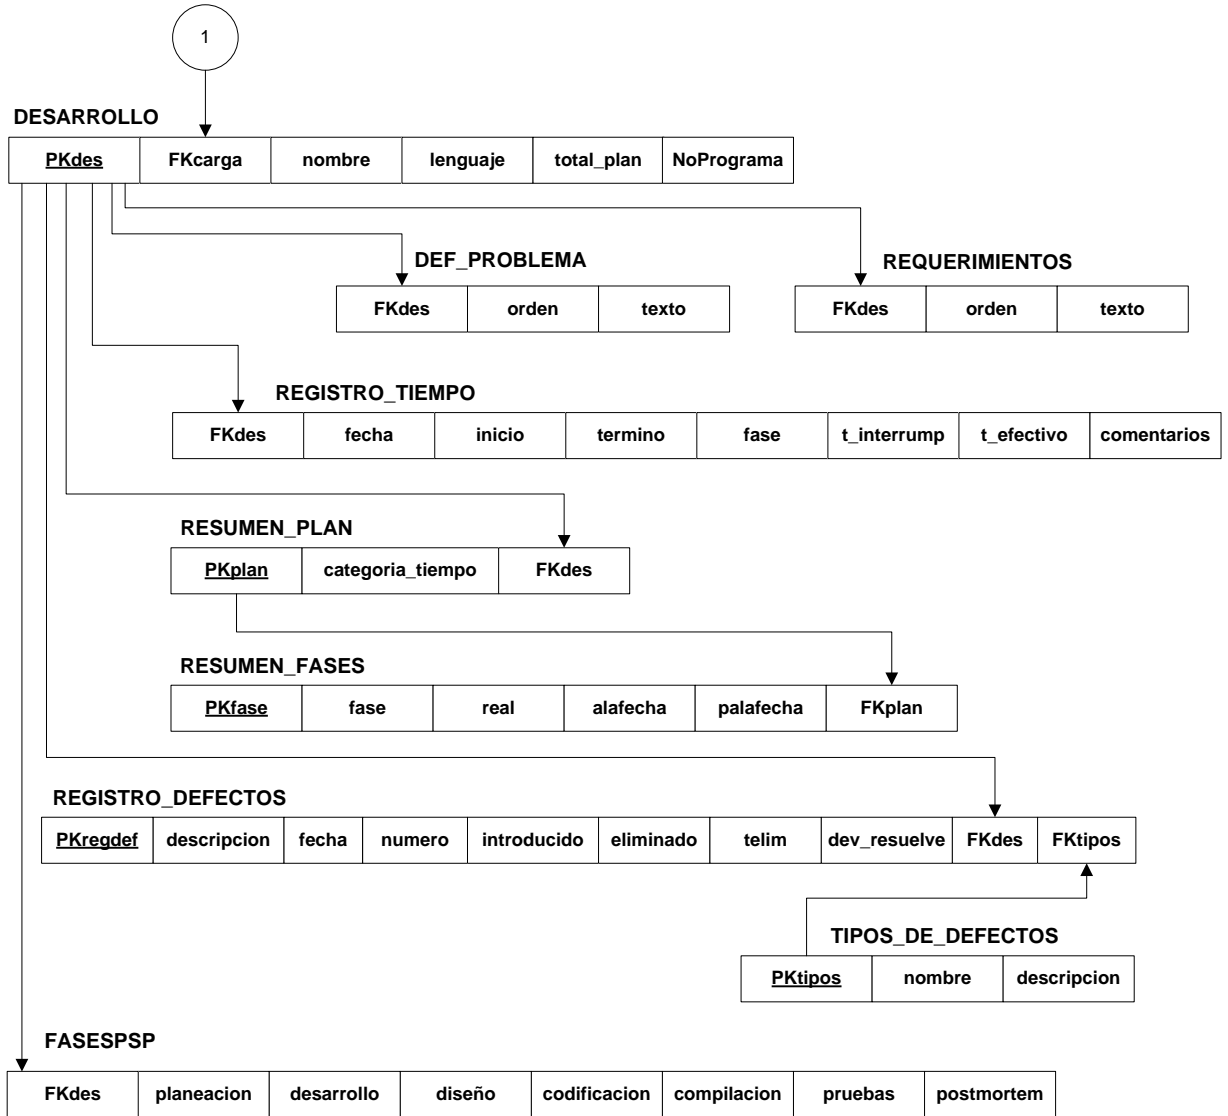 1
DESARROLLO
PKdes FKcarga nombre lenguaje total_plan NoPrograma
DEF_PROBLEMA REQUERIMIENTOS
FKdes orden texto FKdes orden texto
REGISTRO_TIEMPO
FKdes fecha inicio termino fase t_interrump t_efectivo comentarios
RESUMEN_PLAN
PKplan categoria_tiempo FKdes
RESUMEN_FASES
PKfase fase real alafecha palafecha FKplan
REGISTRO_DEFECTOS
PKregdef descripcion fecha numero introducido eliminado telim dev_resuelve FKdes FKtipos
TIPOS_DE_DEFECTOS
PKtipos nombre descripcion
FASESPSP
FKdes planeacion desarrollo diseño codificacion compilacion pruebas postmortem